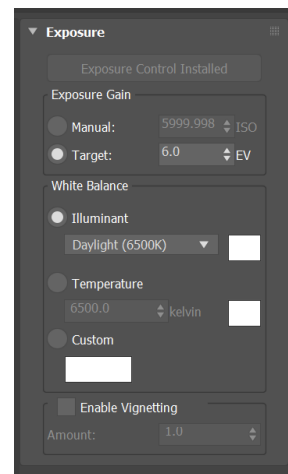 Exposure
Exposure Control Installed
Exposure Gain
Manual: 5999.998 ISO
Target: 6.0 EV
White Balance
Illuminant
Daylight (6500K)
Temperature
6500.0 kelvin
Custom
Enable Vignetting
Amount: 1.0